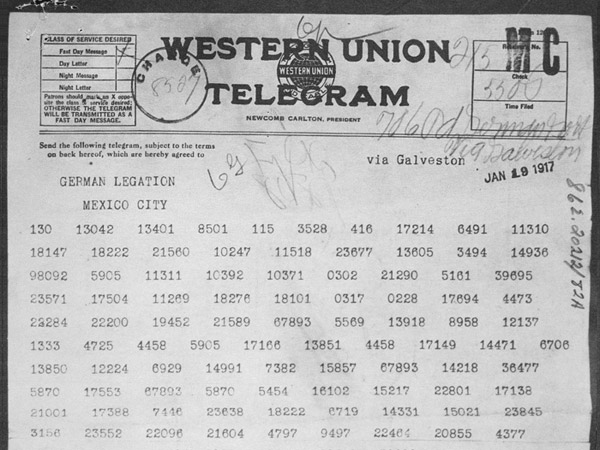 WESTERN UNION
WESTERN UNION
TELEGRAM
NEWCOMB CARLTON, PRESIDENT
CLASS OF SERVICE DESIRED
Fast Day Message X
Day Letter
Night Message
Night Letter
Patrons should mark an X oppo-
site the class of service desired;
OTHERWISE THE TELEGRAM
WILL BE TRANSMITTED AS A
FAST DAY MESSAGE.
CHARGE
Receiver's No.
MC
Check
Time Filed
Send the following telegram, subject to the terms
on back hereof, which are hereby agreed to
via Galveston
via Galveston
JAN 19 1917
GERMAN LEGATION
MEXICO CITY
130 13042 13401 8501 115 3528 416 17214 6491 11310
18147 18222 21560 10247 11518 23677 13605 3494 14936
98092 5905 11311 10392 10371 0302 21290 5161 39695
23571 17504 11269 18276 18101 0317 0228 17694 4473
22284 22200 19452 21589 67893 5569 13918 8958 12137
1333 4725 4458 5905 17166 13851 4458 17149 14471 6706
13850 12224 6929 14991 7382 15857 67893 14218 36477
5870 17553 67893 5870 5454 16102 15217 22801 17138
21001 17388 7446 23638 18222 6719 14331 15021 23845
3156 23552 22096 21604 4797 9497 22464 20855 4377
862.20212/82A